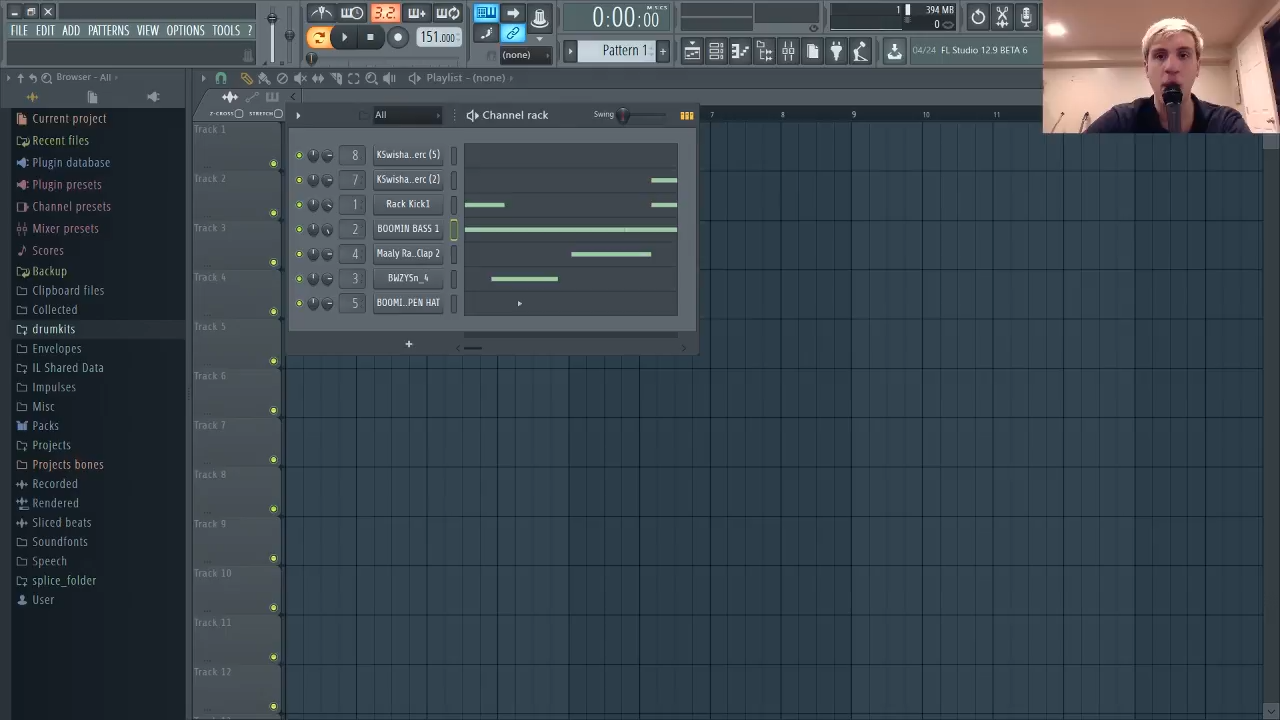 FILE EDIT ADD PATTERNS VIEW OPTIONS TOOLS ?
3.2
151.000
0:00:00
M:S:CS
(none)
Pattern 1
1
394 MB
0
04/24 FL Studio 12.9 BETA 6
Browser - All
Playlist - (none)
Z-CROSS
STRETCH
Current project
Recent files
Plugin database
Plugin presets
Channel presets
Mixer presets
Scores
Backup
Clipboard files
Collected
drumkits
Envelopes
IL Shared Data
Impulses
Misc
Packs
Projects
Projects bones
Recorded
Rendered
Sliced beats
Soundfonts
Speech
splice_folder
User
All
Channel rack
Swing
8 KSwisha..erc (5)
7 KSwisha..erc (2)
1 Rack Kick1
2 BOOMIN BASS 1
4 Maaly Ra..Clap 2
3 BWZYSn_4
5 BOOMI..PEN HAT
7 8 9 10 11
Track 1
Track 2
Track 3
Track 4
Track 5
Track 6
Track 7
Track 8
Track 9
Track 10
Track 11
Track 12